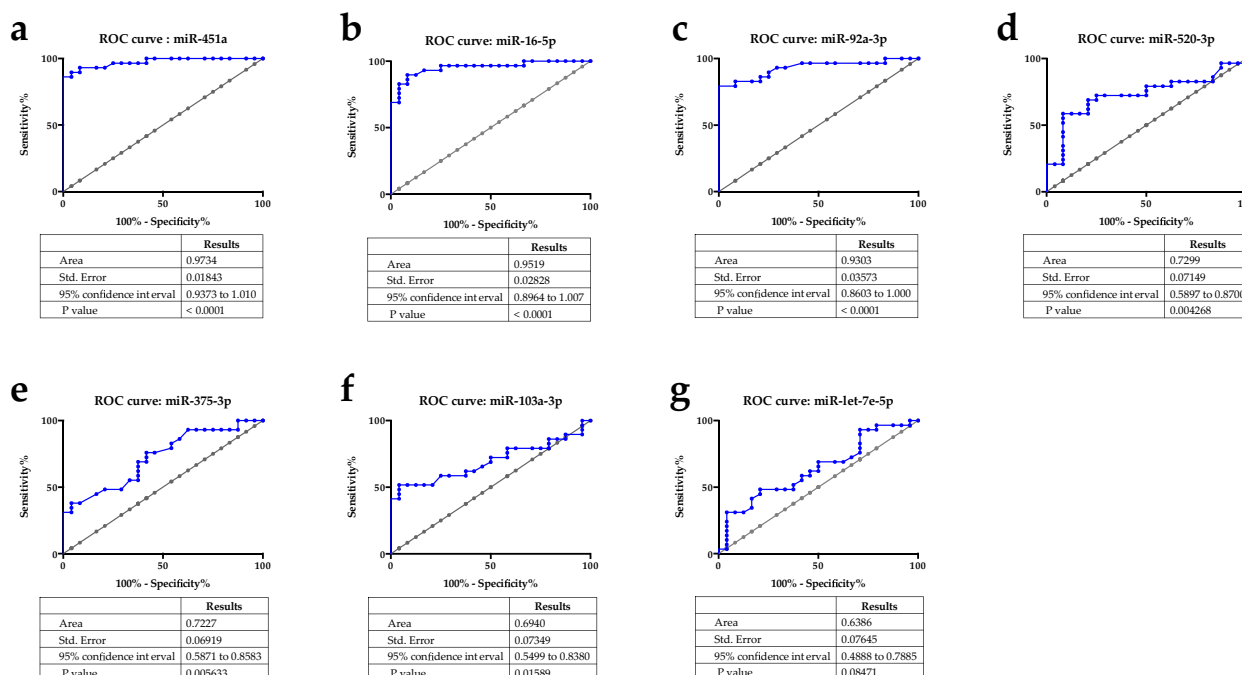 a
ROC curve : miR-451a
100
50
0
0
50
100
Sensitivity%
100% - Specificity%
Results
Area 0.9734
Std. Error 0.01843
95% confidence interval 0.9373 to 1.010
P value < 0.0001
b
ROC curve: miR-16-5p
100
50
0
0
50
100
Sensitivity%
100% - Specificity%
Results
Area 0.9519
Std. Error 0.02828
95% confidence interval 0.8964 to 1.007
P value < 0.0001
c
ROC curve: miR-92a-3p
100
50
0
0
50
100
Sensitivity%
100% - Specificity%
Results
Area 0.9303
Std. Error 0.03573
95% confidence interval 0.8603 to 1.000
P value < 0.0001
d
ROC curve: miR-520-3p
100
50
0
0
50
Sensitivity%
100% - Specificity%
Results
Area 0.7299
Std. Error 0.07149
95% confidence interval 0.5897 to 0.8700
P value 0.004268
e
ROC curve: miR-375-3p
100
50
0
0
50
100
Sensitivity%
100% - Specificity%
Results
Area 0.7227
Std. Error 0.06919
95% confidence interval 0.5871 to 0.8583
P value 0.005633
f
ROC curve: miR-103a-3p
100
50
0
0
50
100
Sensitivity%
100% - Specificity%
Results
Area 0.6940
Std. Error 0.07349
95% confidence interval 0.5499 to 0.8380
P value 0.01589
g
ROC curve: miR-let-7e-5p
100
50
0
0
50
100
Sensitivity%
100% - Specificity%
Results
Area 0.6386
Std. Error 0.07645
95% confidence interval 0.4888 to 0.7885
P value 0.08471